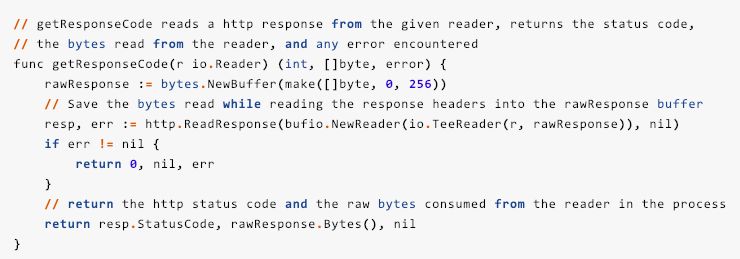 // getResponseCode reads a http response from the given reader, returns the status code,
// the bytes read from the reader, and any error encountered
func getResponseCode(r io.Reader) (int, []byte, error) {
    rawResponse := bytes.NewBuffer(make([]byte, 0, 256))
    // Save the bytes read while reading the response headers into the rawResponse buffer
    resp, err := http.ReadResponse(bufio.NewReader(io.TeeReader(r, rawResponse)), nil)
    if err != nil {
        return 0, nil, err
    }
    // return the http status code and the raw bytes consumed from the reader in the process
    return resp.StatusCode, rawResponse.Bytes(), nil
}